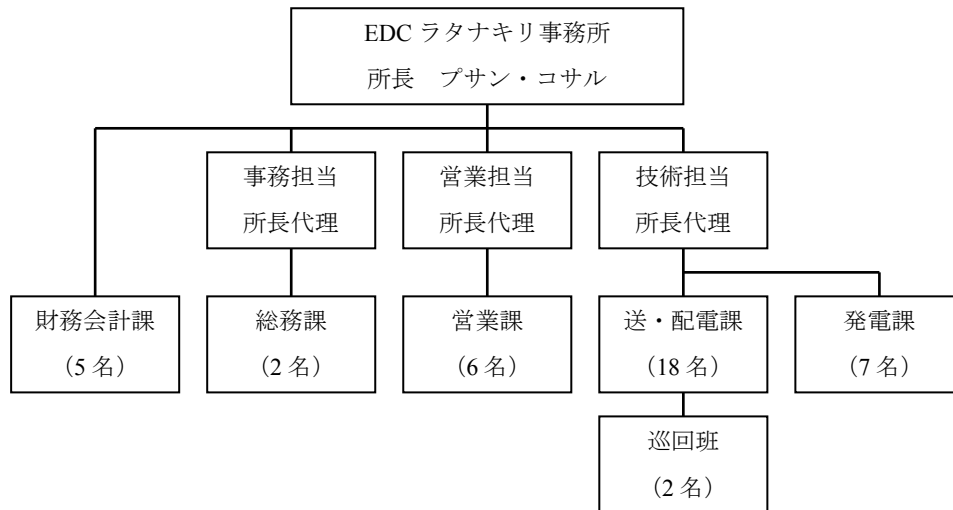 EDC ラタナキリ事務所
所長　プサン・コサル
事務担当
所長代理
営業担当
所長代理
技術担当
所長代理
財務会計課
（5 名）
総務課
（2 名）
営業課
（6 名）
送・配電課
（18 名）
発電課
（7 名）
巡回班
（2 名）